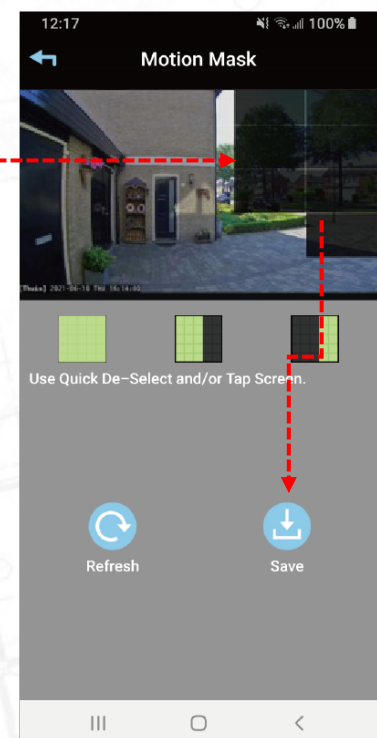 12:17 100%
Motion Mask
[Thuis] 2021-06-18 THU 16:14:40
Use Quick De-Select and/or Tap Screen.
Refresh Save